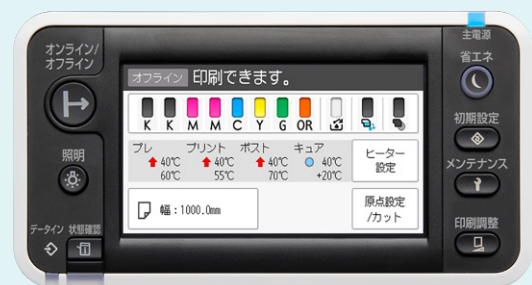 オンライン/
オフライン
主電源
省エネ
オフライン 印刷できます。
K K M M C Y G OR
初期設定
照明
プレ プリント ポスト キュア
40℃ 40℃ 40℃ 40℃
60℃ 55℃ 70℃ +20℃
ヒーター
設定
メンテナンス
幅:1000.0mm
原点設定
/カット
データイン 状態確認
印刷調整